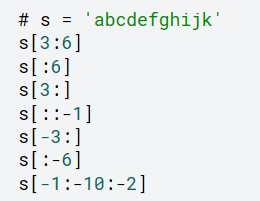 # s = 'abcdefghijk'
s[3:6]
s[:6]
s[3:]
s[::-1]
s[-3:]
s[:-6]
s[-1:-10:-2]